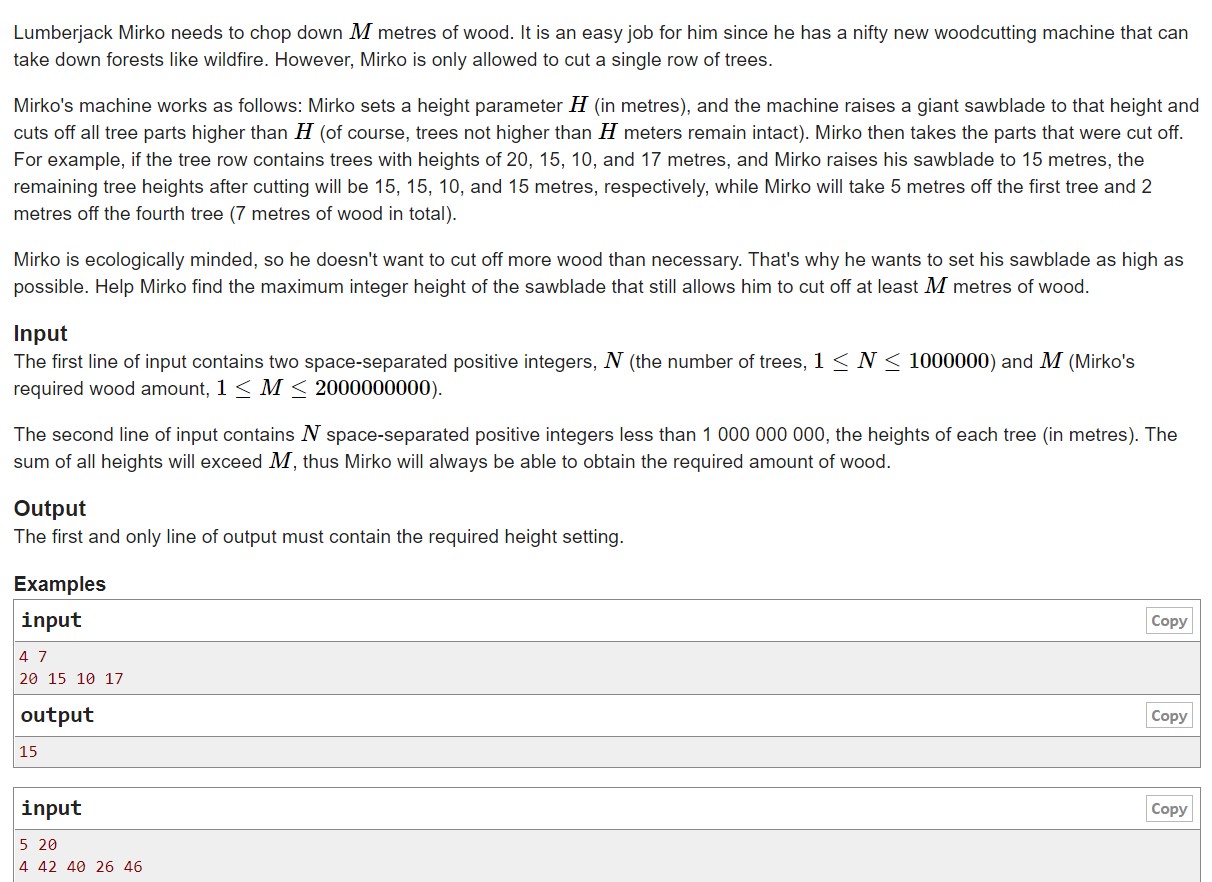 Lumberjack Mirko needs to chop down M metres of wood. It is an easy job for him since he has a nifty new woodcutting machine that can
take down forests like wildfire. However, Mirko is only allowed to cut a single row of trees.
Mirko's machine works as follows: Mirko sets a height parameter H (in metres), and the machine raises a giant sawblade to that height and
cuts off all tree parts higher than H (of course, trees not higher than H meters remain intact). Mirko then takes the parts that were cut off.
For example, if the tree row contains trees with heights of 20, 15, 10, and 17 metres, and Mirko raises his sawblade to 15 metres, the
remaining tree heights after cutting will be 15, 15, 10, and 15 metres, respectively, while Mirko will take 5 metres off the first tree and 2
metres off the fourth tree (7 metres of wood in total).
Mirko is ecologically minded, so he doesn't want to cut off more wood than necessary. That's why he wants to set his sawblade as high as
possible. Help Mirko find the maximum integer height of the sawblade that still allows him to cut off at least M metres of wood.
Input
The first line of input contains two space-separated positive integers, N (the number of trees, 1 ≤ N ≤ 1000000) and M (Mirko's
required wood amount, 1 ≤ M ≤ 2000000000).
The second line of input contains N space-separated positive integers less than 1 000 000 000, the heights of each tree (in metres). The
sum of all heights will exceed M, thus Mirko will always be able to obtain the required amount of wood.
Output
The first and only line of output must contain the required height setting.
Examples
input Copy
4 7
20 15 10 17
output Copy
15
input Copy
5 20
4 42 40 26 46